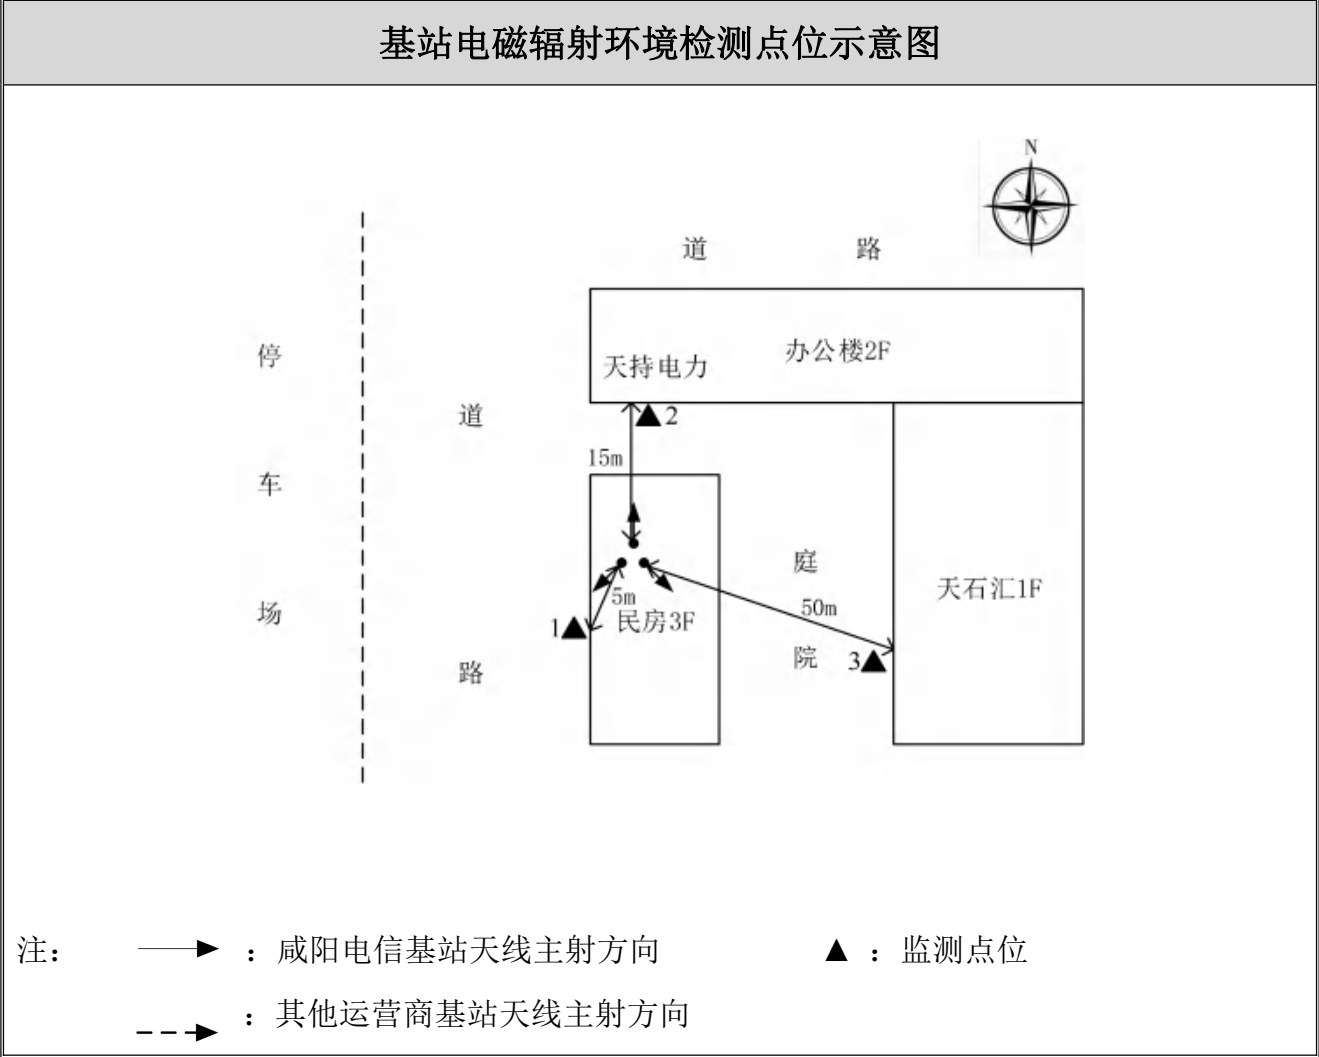 基站电磁辐射环境检测点位示意图
N
道 路
停 车 场
道 路
办公楼2F
天持电力
2
15m
庭 院
天石汇1F
5m
50m
民房3F
1
3
注：
：咸阳电信基站天线主射方向
：监测点位
：其他运营商基站天线主射方向